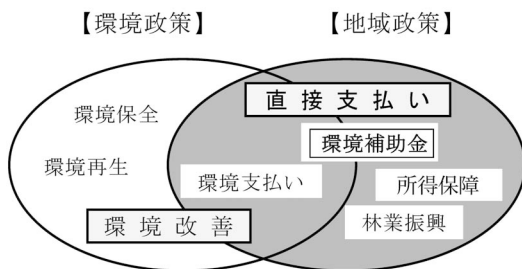 【環境政策】
【地域政策】
直接支払い
環境保全
環境補助金
環境再生
環境支払い
所得保障
環境改善
林業振興